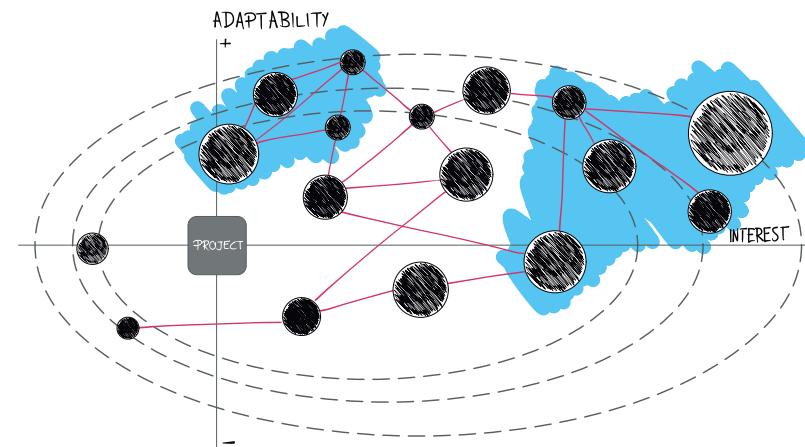 ADAPTABILITY
+
PROJECT
INTEREST
-